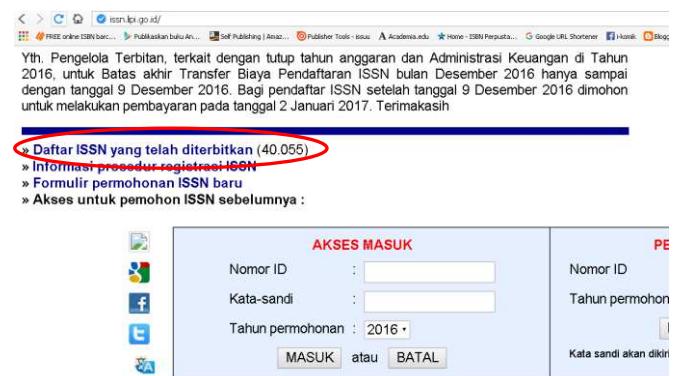 issn.lipi.go.id/
FREE online ISBN barc... Publikasikan buku An... Self Publishing | Amaz... Publisher Tools - issuu Academia.edu Home - ISBN Perpusta... Google URL Shortener
Yth. Pengelola Terbitan, terkait dengan tutup tahun anggaran dan Administrasi Keuangan di Tahun
2016, untuk Batas akhir Transfer Biaya Pendaftaran ISSN bulan Desember 2016 hanya sampai
dengan tanggal 9 Desember 2016. Bagi pendaftar ISSN setelah tanggal 9 Desember 2016 dimohon
untuk melakukan pembayaran pada tanggal 2 Januari 2017. Terimakasih
» Daftar ISSN yang telah diterbitkan (40.055)
» Informasi prosedur registrasi ISSN
» Formulir permohonan ISSN baru
» Akses untuk pemohon ISSN sebelumnya :
AKSES MASUK PE
Nomor ID : Nomor ID
Kata-sandi : Tahun permohon
Tahun permohonan : 2016
MASUK atau BATAL
Kata sandi akan dikiri